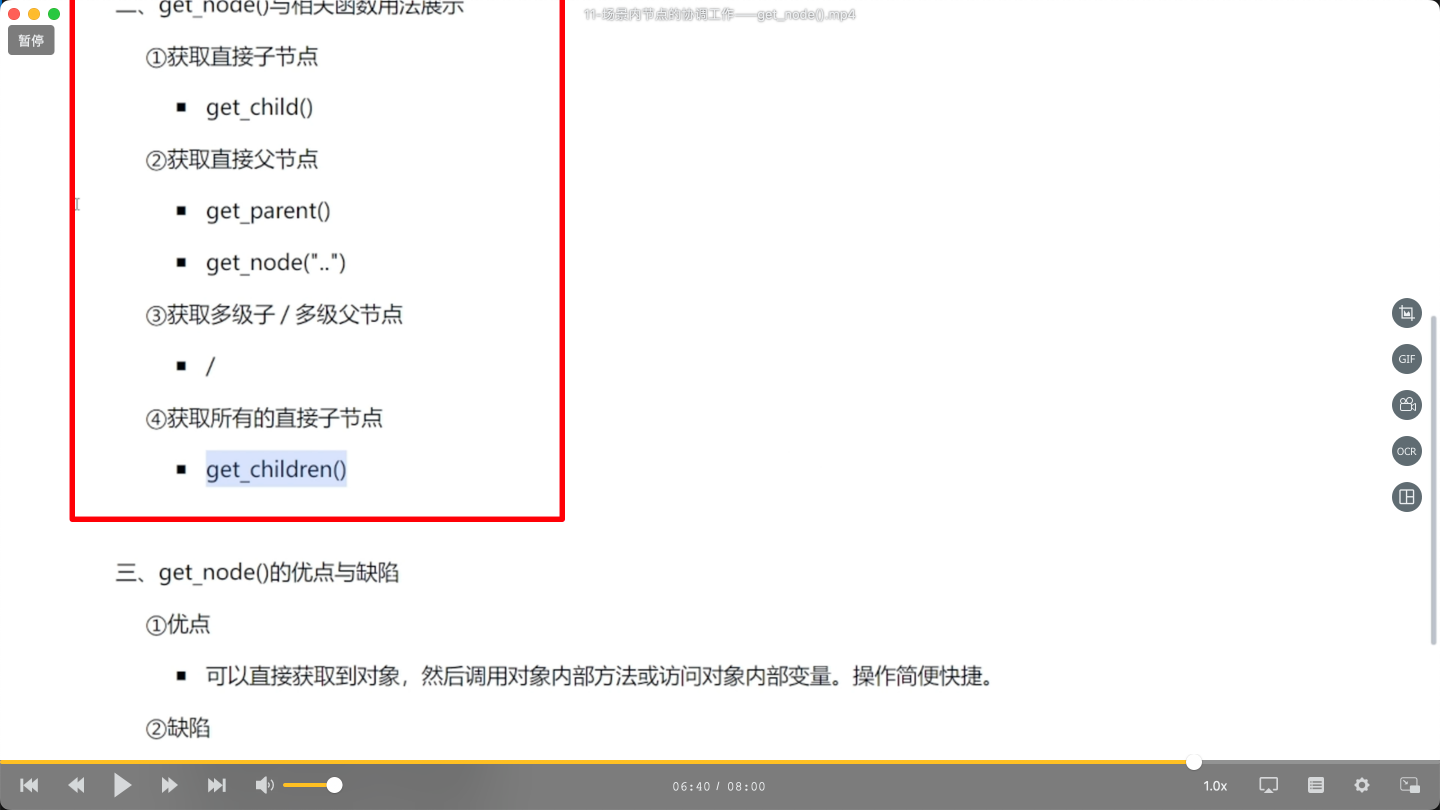 11-场景内节点的协调工作——get_node().mp4
暂停
二、get_node()与相关函数用法展示
①获取直接子节点
▪ get_child()
②获取直接父节点
▪ get_parent()
▪ get_node("..")
③获取多级子 / 多级父节点
▪ /
④获取所有的直接子节点
▪ get_children()
三、get_node()的优点与缺陷
①优点
▪ 可以直接获取到对象，然后调用对象内部方法或访问对象内部变量。操作简便快捷。
②缺陷
GIF
OCR
06:40 / 08:00
1.0x